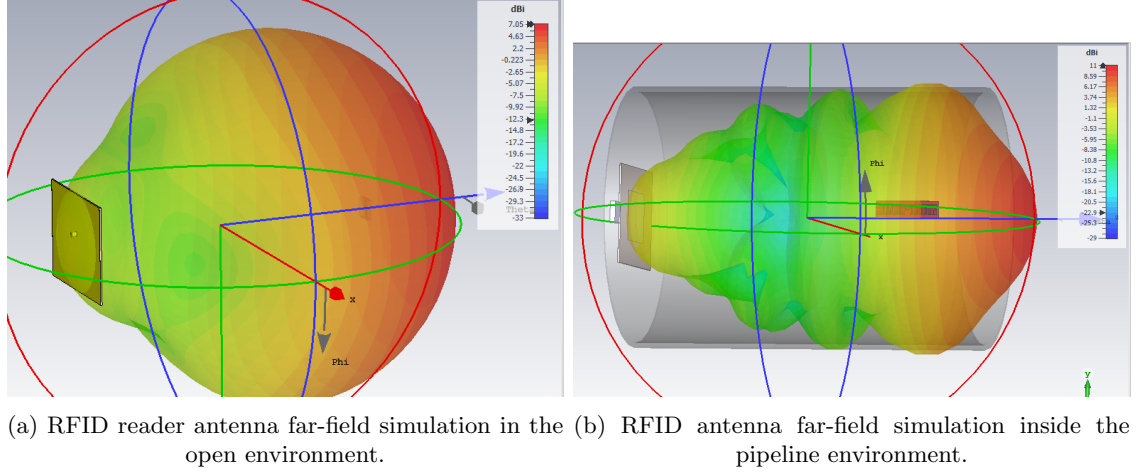 dBi
7.05
4.63
2.2
-0.223
-2.65
-5.07
-7.5
-9.92
-12.3
-14.8
-17.2
-19.6
-22
-24.5
-26.9
-29.3
-33
Thet
x
Phi
dBi
11
8.59
6.17
3.74
1.32
-1.1
-3.53
-5.95
-8.38
-10.8
-13.2
-15.6
-18.1
-20.5
-22.9
-25.3
-29
Phi
x
y
(a) RFID reader antenna far-field simulation in the
open environment.
(b) RFID antenna far-field simulation inside the
pipeline environment.